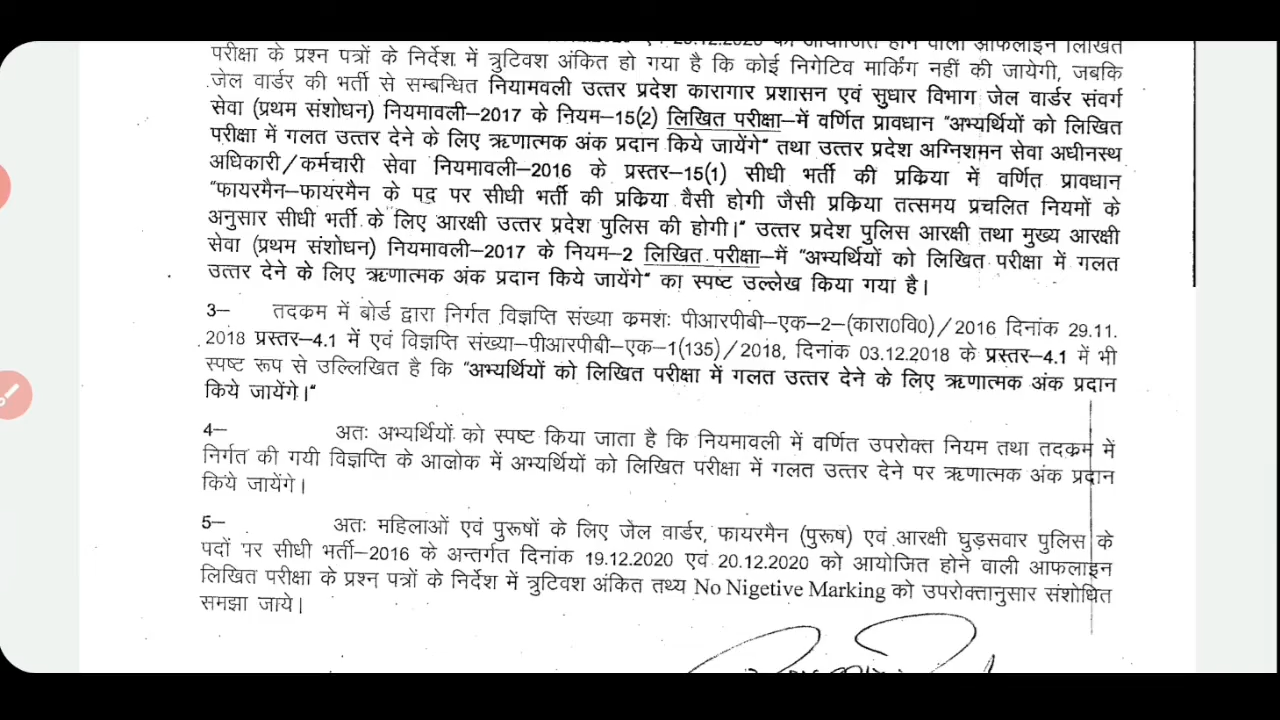 20.12.2020 को आयोजित होने वाली ऑफलाइन लिखित
परीक्षा के प्रश्न पत्रों के निर्देश में त्रुटिवश अंकित हो गया है कि कोई निगेटिव मार्किंग नहीं की जायेगी, जबकि
जेल वार्डर की भर्ती से सम्बन्धित नियामवली उत्तर प्रदेश कारागार प्रशासन एवं सुधार विभाग जेल वार्डर संवर्ग
सेवा (प्रथम संशोधन) नियमावली–2017 के नियम–15(2) लिखित परीक्षा–में वर्णित प्रावधान "अभ्यर्थियों को लिखित
परीक्षा में गलत उत्तर देने के लिए ऋणात्मक अंक प्रदान किये जायेंगे" तथा उत्तर प्रदेश अग्निशमन सेवा अधीनस्थ
अधिकारी/कर्मचारी सेवा नियमावली–2016 के प्रस्तर–15(1) सीधी भर्ती की प्रकिया में वर्णित प्रावधान
"फायरमैन–फायरमैन के पद पर सीधी भर्ती की प्रकिया वैसी होगी जैसी प्रकिया तत्समय प्रचलित नियमों के
अनुसार सीधी भर्ती के लिए आरक्षी उत्तर प्रदेश पुलिस की होगी।" उत्तर प्रदेश पुलिस आरक्षी तथा मुख्य आरक्षी
सेवा (प्रथम संशोधन) नियमावली–2017 के नियम–2 लिखित परीक्षा–में "अभ्यर्थियों को लिखित परीक्षा में गलत
उत्तर देने के लिए ऋणात्मक अंक प्रदान किये जायेंगे" का स्पष्ट उल्लेख किया गया है।
3– तदकम में बोर्ड द्वारा निर्गत विज्ञप्ति संख्या कमशः पीआरपीबी–एक–2–(कारा0वि0)/2016 दिनांक 29.11.
2018 प्रस्तर–4.1 में एवं विज्ञप्ति संख्या–पीआरपीबी–एक–1(135)/2018, दिनांक 03.12.2018 के प्रस्तर–4.1 में भी
स्पष्ट रूप से उल्लिखित है कि "अभ्यर्थियों को लिखित परीक्षा में गलत उत्तर देने के लिए ऋणात्मक अंक प्रदान
किये जायेंगे।"
4– अतः अभ्यर्थियों को स्पष्ट किया जाता है कि नियमावली में वर्णित उपरोक्त नियम तथा तदकम में
निर्गत की गयी विज्ञप्ति के आलोक में अभ्यर्थियों को लिखित परीक्षा में गलत उत्तर देने पर ऋणात्मक अंक प्रदान
किये जायेंगे।
5– अतः महिलाओं एवं पुरूषों के लिए जेल वार्डर, फायरमैन (पुरूष) एवं आरक्षी घुड़सवार पुलिस के
पदों पर सीधी भर्ती–2016 के अन्तर्गत दिनांक 19.12.2020 एवं 20.12.2020 को आयोजित होने वाली आफलाइन
लिखित परीक्षा के प्रश्न पत्रों के निर्देश में त्रुटिवश अंकित तथ्य No Nigetive Marking को उपरोक्तानुसार संशोधित
समझा जाये।